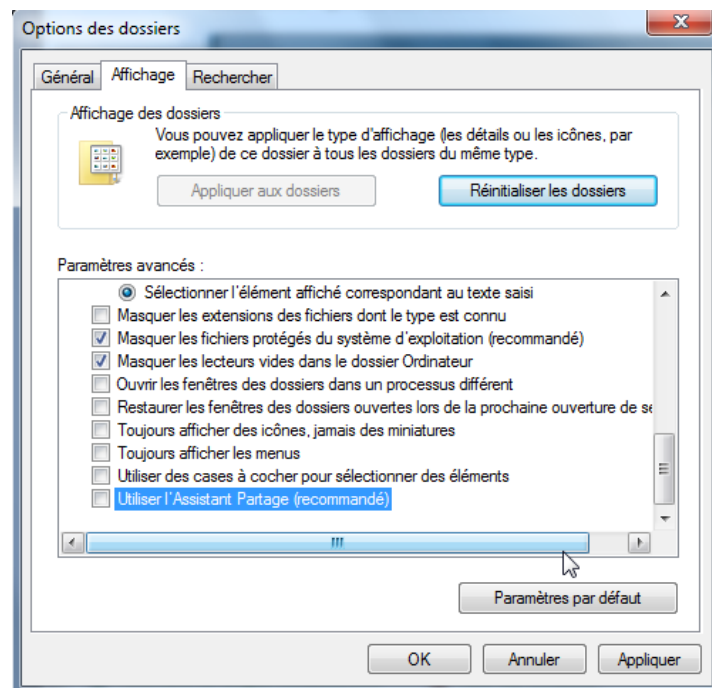 Options des dossiers
Général Affichage Rechercher
Affichage des dossiers
Vous pouvez appliquer le type d'affichage (les détails ou les icônes, par
exemple) de ce dossier à tous les dossiers du même type.
Appliquer aux dossiers Réinitialiser les dossiers
Paramètres avancés :
Sélectionner l'élément affiché correspondant au texte saisi
Masquer les extensions des fichiers dont le type est connu
Masquer les fichiers protégés du système d'exploitation (recommandé)
Masquer les lecteurs vides dans le dossier Ordinateur
Ouvrir les fenêtres des dossiers dans un processus différent
Restaurer les fenêtres des dossiers ouvertes lors de la prochaine ouverture de se
Toujours afficher des icônes, jamais des miniatures
Toujours afficher les menus
Utiliser des cases à cocher pour sélectionner des éléments
Utiliser l'Assistant Partage (recommandé)
Paramètres par défaut
OK Annuler Appliquer